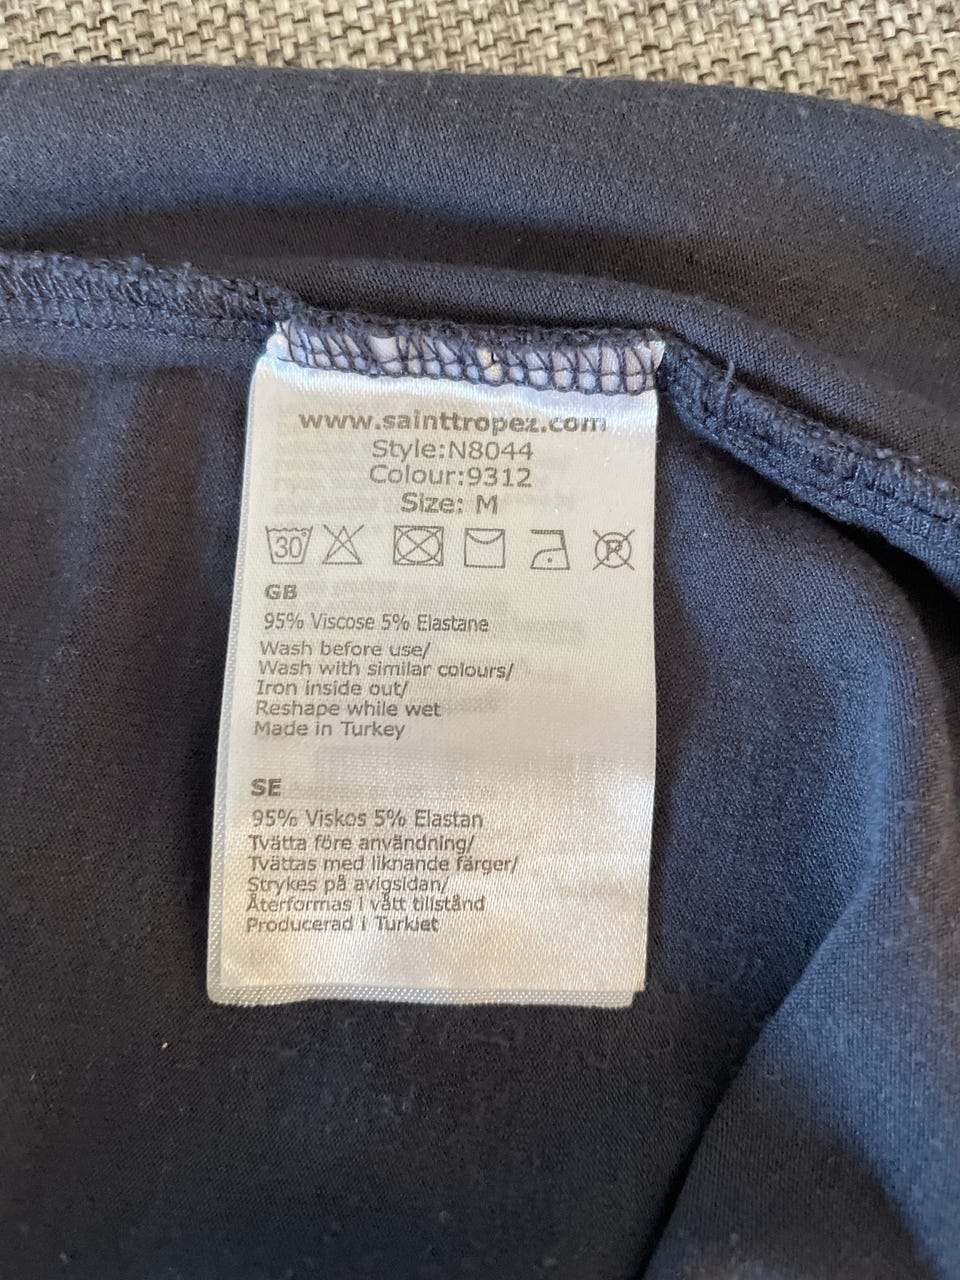 www.sainttropez.com
Style:N8044
Colour:9312
Size: M
30° P
GB
95% Viscose 5% Elastane
Wash before use/
Wash with similar colours/
Iron inside out/
Reshape while wet
Made in Turkey
SE
95% Viskos 5% Elastan
Tvätta före användning/
Tvättas med liknande färger/
Strykes på avigsidan/
Återformas i vått tillstånd
Producerad i Turkiet